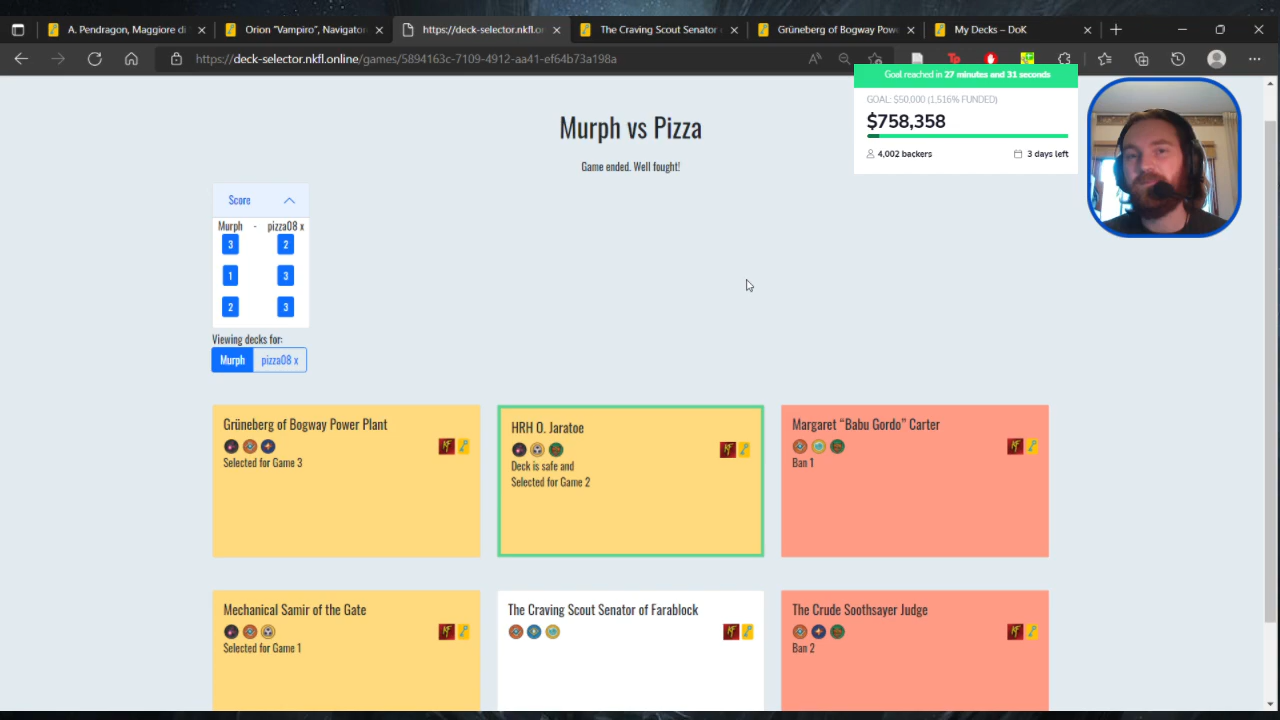 A. Pendragon, Maggiore di
Orion "Vampiro", Navigator
https://deck-selector.nkfl.o
The Craving Scout Senator
Grüneberg of Bogway Pow
My Decks – DoK
https://deck-selector.nkfl.online/games/5894163c-7109-4912-aa41-ef64b73a198a
Goal reached in 27 minutes and 31 seconds
GOAL: $50,000 (1,516% FUNDED)
$758,358
4,002 backers
3 days left
Murph vs Pizza
Game ended. Well fought!
Score
Murph - pizza08 x
3 2
1 3
2 3
Viewing decks for:
Murph pizza08 x
Grüneberg of Bogway Power Plant
Selected for Game 3
HRH O. Jaratoe
Deck is safe and
Selected for Game 2
Margaret “Babu Gordo” Carter
Ban 1
Mechanical Samir of the Gate
Selected for Game 1
The Craving Scout Senator of Farablock
The Crude Soothsayer Judge
Ban 2